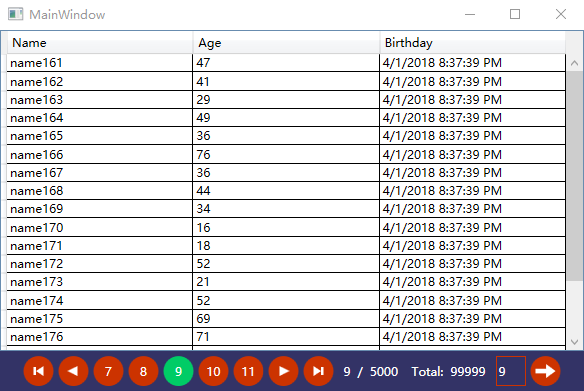 MainWindow
Name Age Birthday
name161 47 4/1/2018 8:37:39 PM
name162 41 4/1/2018 8:37:39 PM
name163 29 4/1/2018 8:37:39 PM
name164 49 4/1/2018 8:37:39 PM
name165 36 4/1/2018 8:37:39 PM
name166 76 4/1/2018 8:37:39 PM
name167 36 4/1/2018 8:37:39 PM
name168 44 4/1/2018 8:37:39 PM
name169 34 4/1/2018 8:37:39 PM
name170 16 4/1/2018 8:37:39 PM
name171 18 4/1/2018 8:37:39 PM
name172 52 4/1/2018 8:37:39 PM
name173 21 4/1/2018 8:37:39 PM
name174 52 4/1/2018 8:37:39 PM
name175 69 4/1/2018 8:37:39 PM
name176 71 4/1/2018 8:37:39 PM
7 8 9 10 11 9 / 5000 Total: 99999 9